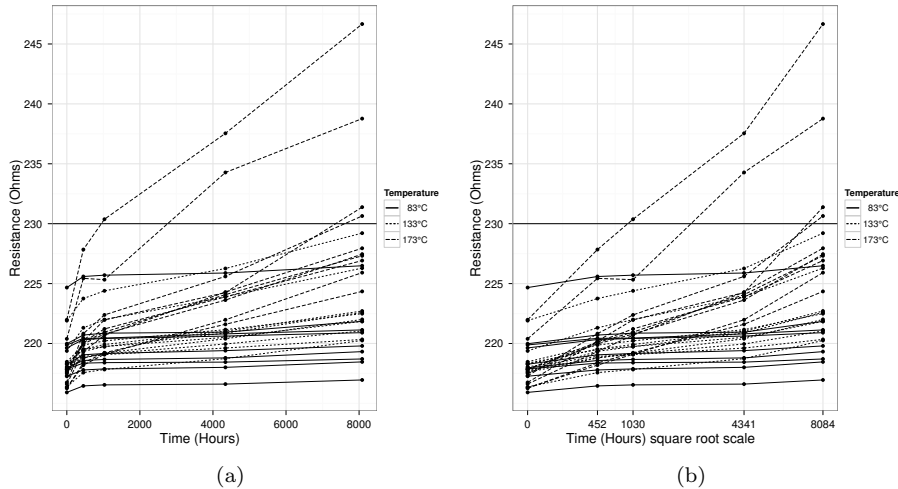 245
240
235
230
225
220
Resistance (Ohms)
0 2000 4000 6000 8000
Time (Hours)
Temperature
83°C
133°C
173°C
(a)
245
240
235
230
225
220
Resistance (Ohms)
0 452 1030 4341 8084
Time (Hours) square root scale
Temperature
83°C
133°C
173°C
(b)